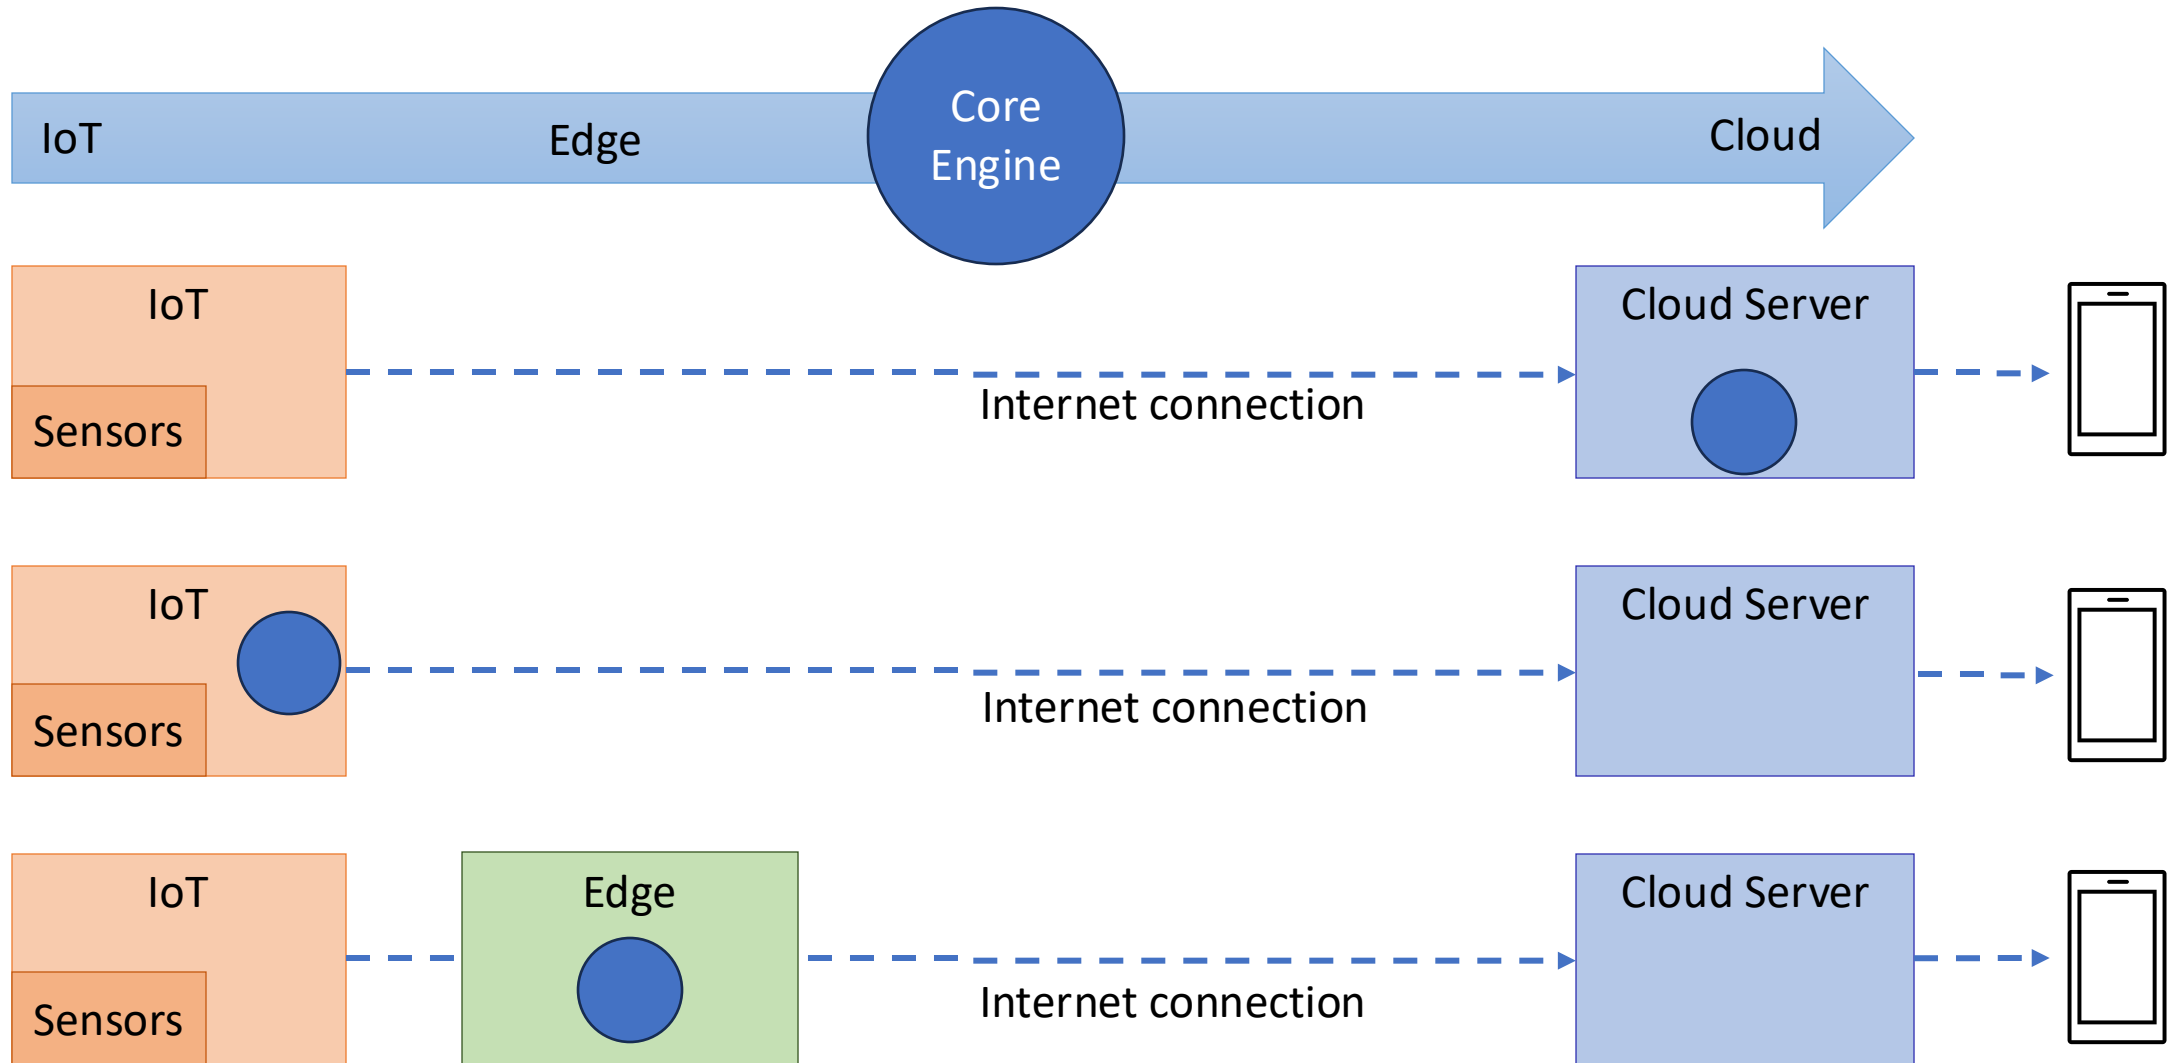 IoT
Edge
Core
Engine
Cloud
IoT
Sensors
Internet connection
Cloud Server
IoT
Sensors
Internet connection
Cloud Server
IoT
Sensors
Edge
Internet connection
Cloud Server